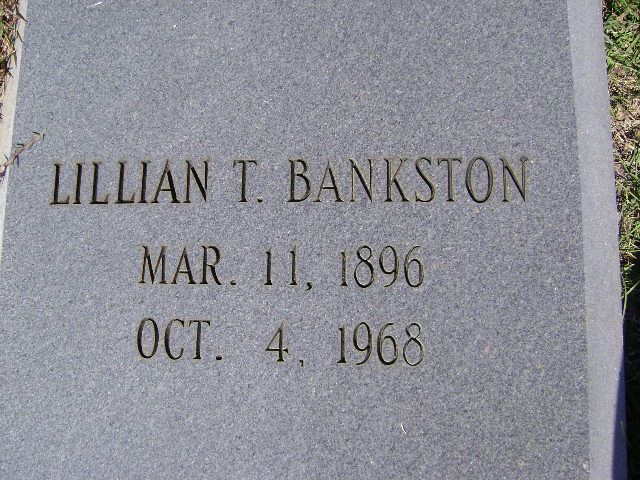 LILLIAN T. BANKSTON
MAR. 11, 1896
OCT. 4, 1968